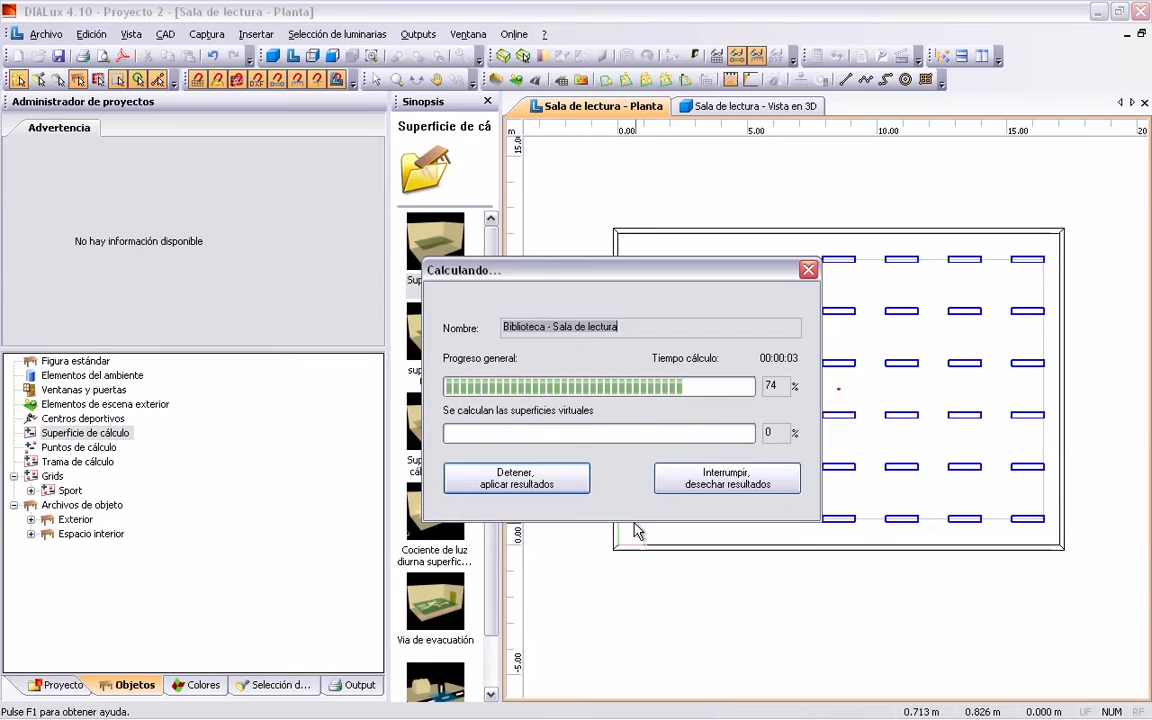 DIALux 4.10 - Proyecto 2 - [Sala de lectura - Planta]
Archivo Edición Vista CAD Captura Insertar Selección de luminarias Outputs Ventana Online ?
Administrador de proyectos
Advertencia
No hay información disponible
Figura estándar
Elementos del ambiente
Ventanas y puertas
Elementos de escena exterior
Centros deportivos
Superficie de cálculo
Puntos de cálculo
Trama de cálculo
Grids
Sport
Archivos de objeto
Exterior
Espacio interior
Proyecto Objetos Colores Selección d... Output
Sinopsis
Superficie de cá
Cociente de luz
diurna superfic...
Via de evacuatión
Sala de lectura - Planta Sala de lectura - Vista en 3D
m 0.00 5.00 10.00 15.00 20
15.00
0.00
-5.00
Calculando...
Nombre: Biblioteca - Sala de lectura
Progreso general: Tiempo cálculo: 00:00:03
74 %
Se calculan las superficies virtuales
0 %
Detener,
aplicar resultados
Interrumpir,
desechar resultados
Pulse F1 para obtener ayuda. 0.713 m 0.826 m 0.000 m UF NUM RF